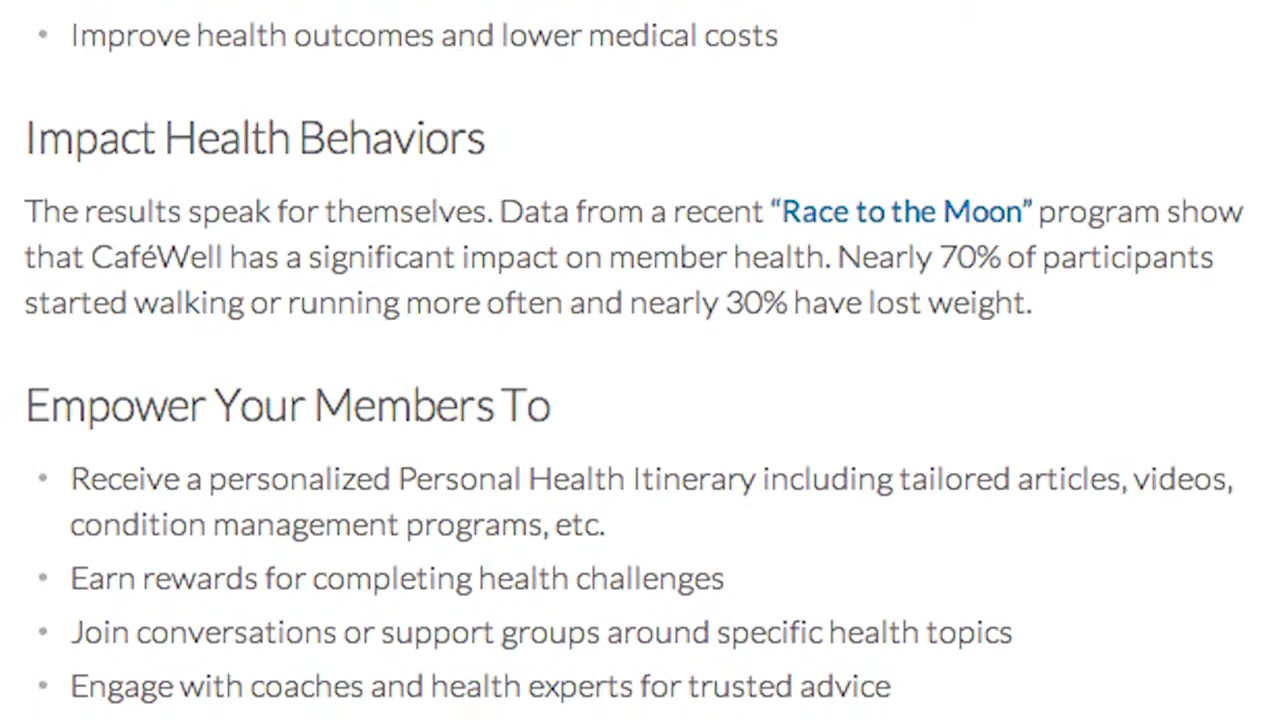 • Improve health outcomes and lower medical costs
Impact Health Behaviors
The results speak for themselves. Data from a recent “Race to the Moon” program show
that CaféWell has a significant impact on member health. Nearly 70% of participants
started walking or running more often and nearly 30% have lost weight.
Empower Your Members To
• Receive a personalized Personal Health Itinerary including tailored articles, videos,
condition management programs, etc.
• Earn rewards for completing health challenges
• Join conversations or support groups around specific health topics
• Engage with coaches and health experts for trusted advice